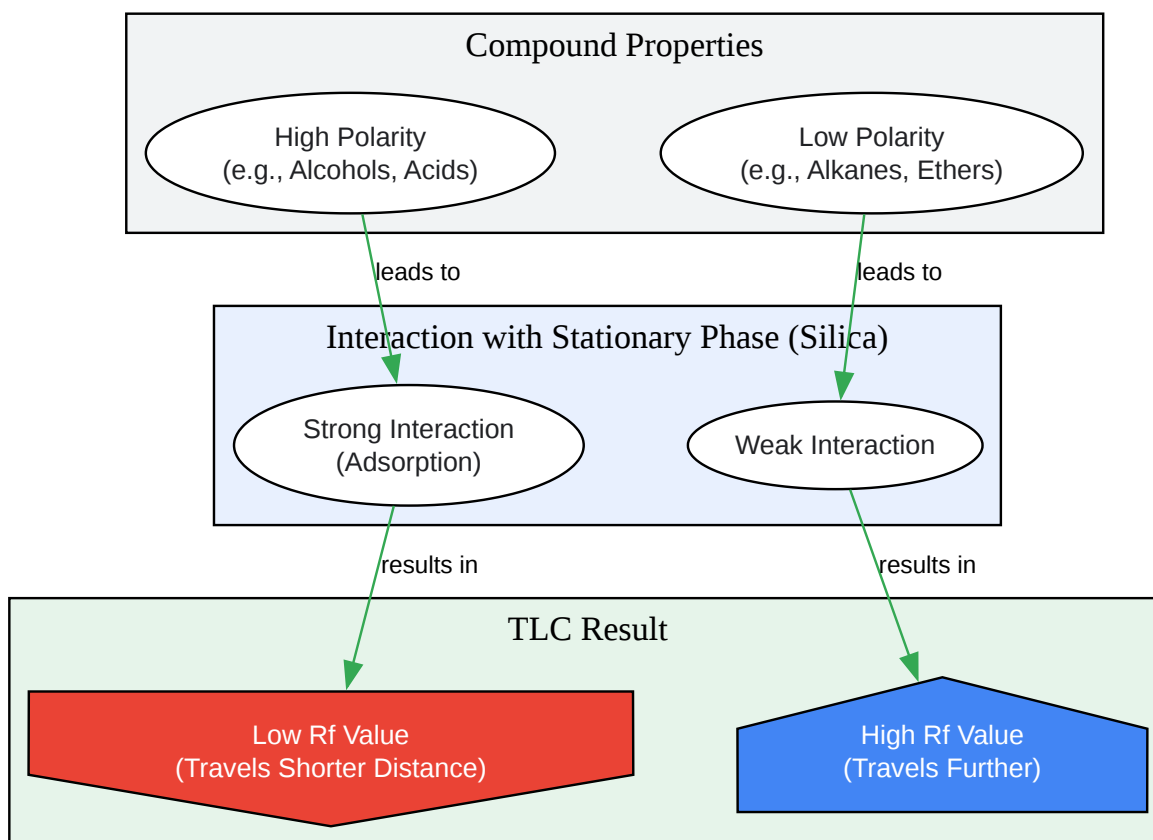 Compound Properties
High Polarity
(e.g., Alcohols, Acids)
Low Polarity
(e.g., Alkanes, Ethers)
leads to
leads to
Interaction with Stationary Phase (Silica)
Strong Interaction
(Adsorption)
Weak Interaction
results in
results in
TLC Result
Low Rf Value
(Travels Shorter Distance)
High Rf Value
(Travels Further)